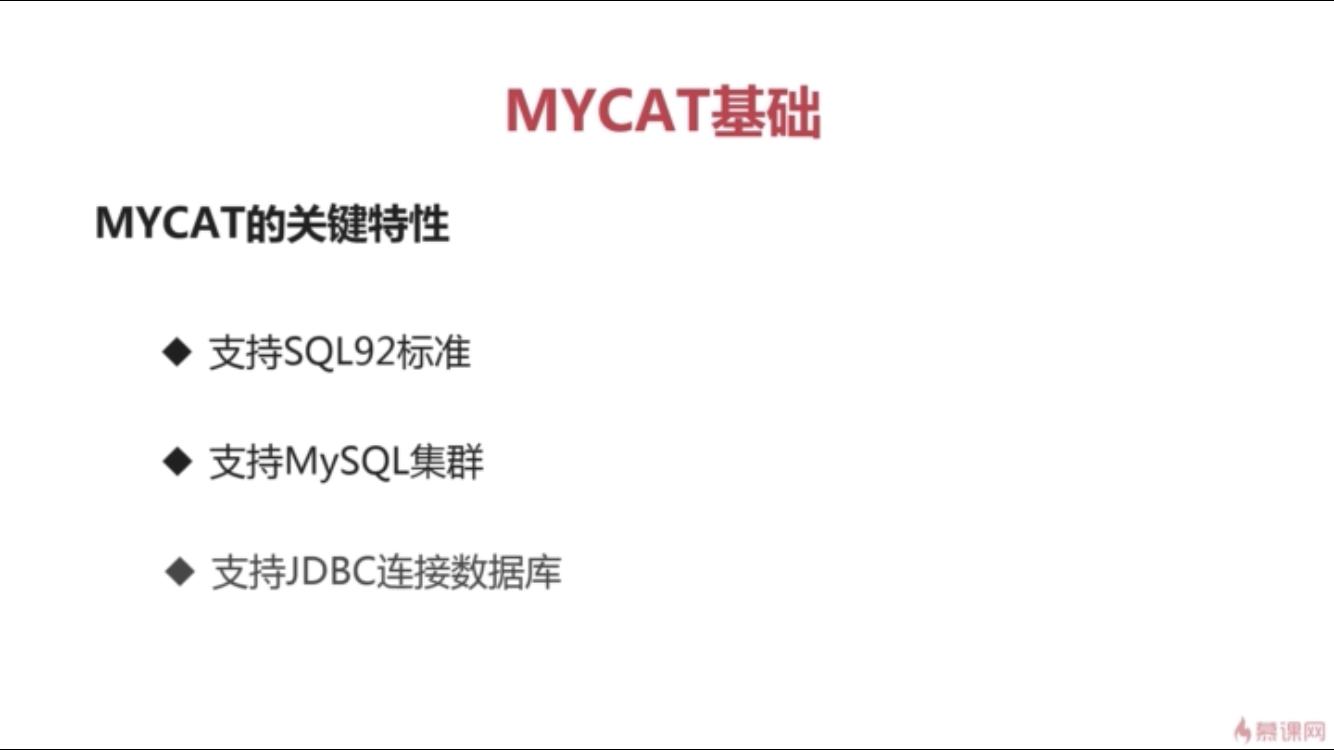 MYCAT基础
MYCAT的关键特性
◆ 支持SQL92标准
◆ 支持MySQL集群
◆ 支持JDBC连接数据库
慕课网